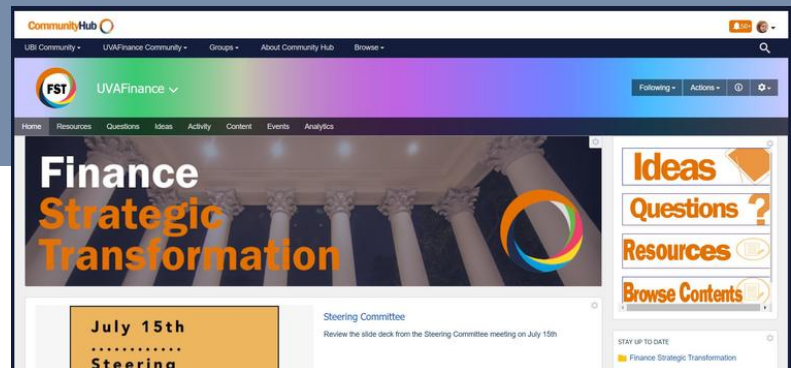 CommunityHub
50+
UBI Community
UVAFinance Community
Groups
About Community Hub
Browse
FST
UVAFinance
Following
Actions
Home
Resources
Questions
Ideas
Activity
Content
Events
Analytics
Finance
Strategic
Transformation
Ideas
Questions ?
Resources
Browse Contents
July 15th
............
Steering
Steering Committee
Review the slide deck from the Steering Committee meeting on July 15th
STAY UP TO DATE
Finance Strategic Transformation